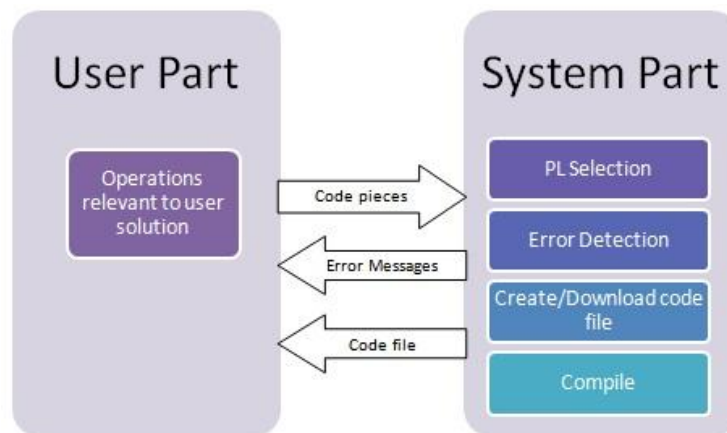 User Part
Operations
relevant to user
solution
Code pieces
Error Messages
Code file
System Part
PL Selection
Error Detection
Create/Download code
file
Compile